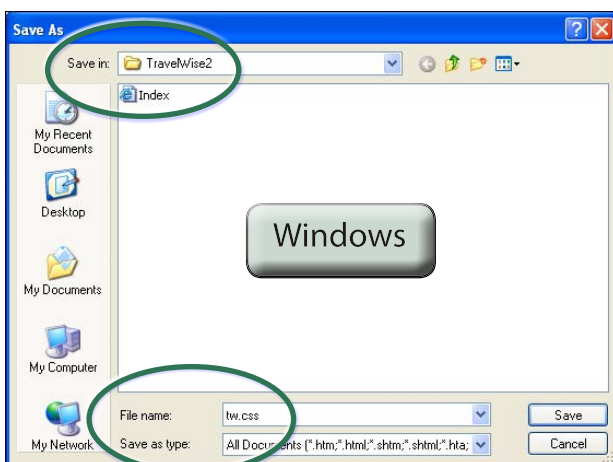 Save As
Save in: TravelWise2
Index
My Recent
Documents
Desktop
Windows
My Documents
My Computer
File name: tw.css Save
My Network Save as type: All Documents (*.htm;*.html;*.shtm;*.shtml;*.hta; Cancel